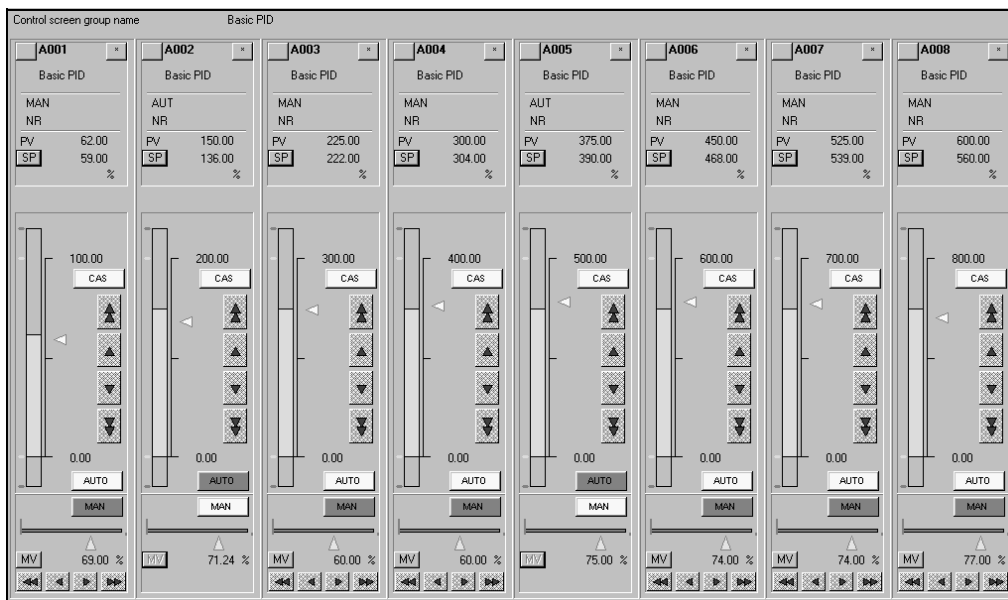 Control screen group name Basic PID
A001 * A002 * A003 * A004 * A005 * A006 * A007 * A008 *
Basic PID Basic PID Basic PID Basic PID Basic PID Basic PID Basic PID Basic PID
MAN AUT MAN MAN AUT MAN MAN MAN
NR NR NR NR NR NR NR NR
PV 62.00 PV 150.00 PV 225.00 PV 300.00 PV 375.00 PV 450.00 PV 525.00 PV 600.00
SP 59.00 SP 136.00 SP 222.00 SP 304.00 SP 390.00 SP 468.00 SP 539.00 SP 560.00
% % % % % % % %
100.00 200.00 300.00 400.00 500.00 600.00 700.00 800.00
CAS CAS CAS CAS CAS CAS CAS CAS
0.00 0.00 0.00 0.00 0.00 0.00 0.00 0.00
AUTO AUTO AUTO AUTO AUTO AUTO AUTO AUTO
MAN MAN MAN MAN MAN MAN MAN MAN
MV 69.00 % MV 71.24 % MV 60.00 % MV 60.00 % MV 75.00 % MV 74.00 % MV 74.00 % MV 77.00 %